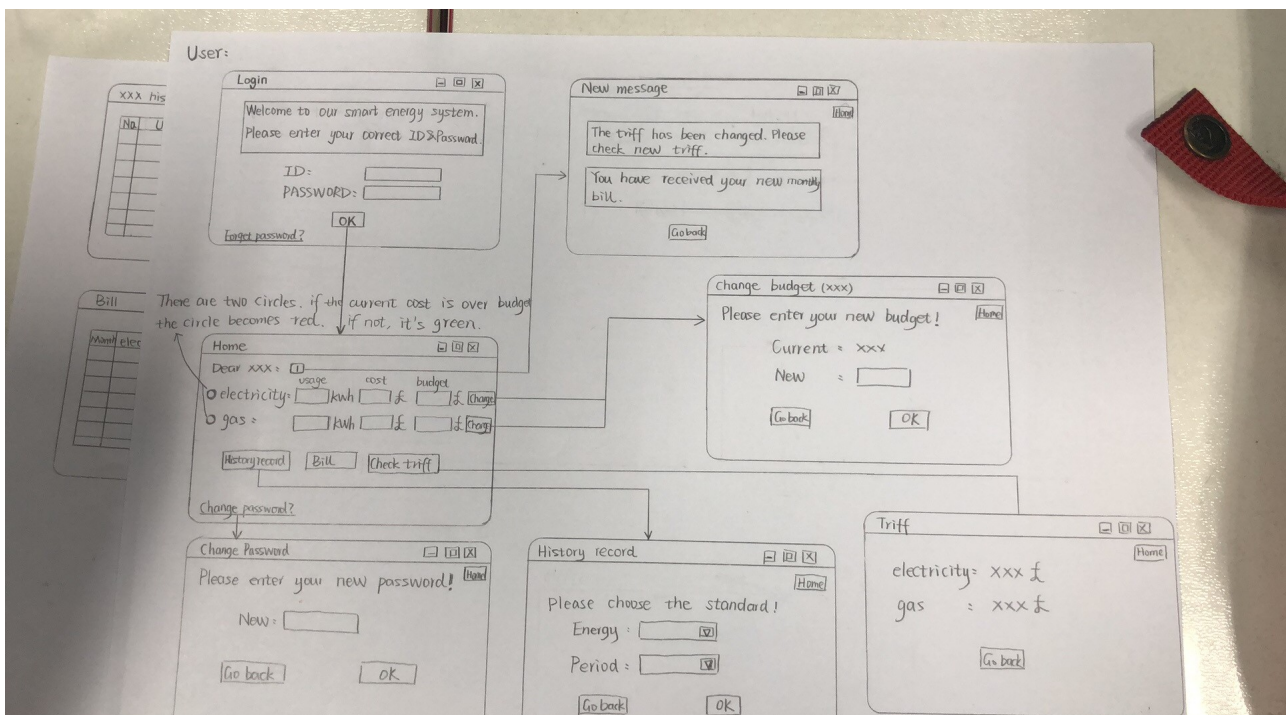 User:
Login
Welcome to our smart energy system.
Please enter your correct ID&Passward.
ID:
PASSWORD:
OK
Forget password?
New message
Home
The triff has been changed. Please
check new triff.
You have received your new monthly
bill.
Go back
There are two circles. if the current cost is over budget
the circle becomes red. if not, it's green.
Home
Dear xxx:
usage cost budget
electricity: kwh £ £ Change
gas: kwh £ £ Change
History record Bill Check triff
Change password?
change budget (xxx)
Please enter your new budget! Home
Current: xxx
New:
Go back OK
Change Password
Please enter your new password! Home
New:
Go back OK
History record
Home
Please choose the standard!
Energy:
Period:
Go back OK
Triff
Home
electricity: xxx £
gas: xxx £
Go back
xxx his
No. U
Bill
Month elec